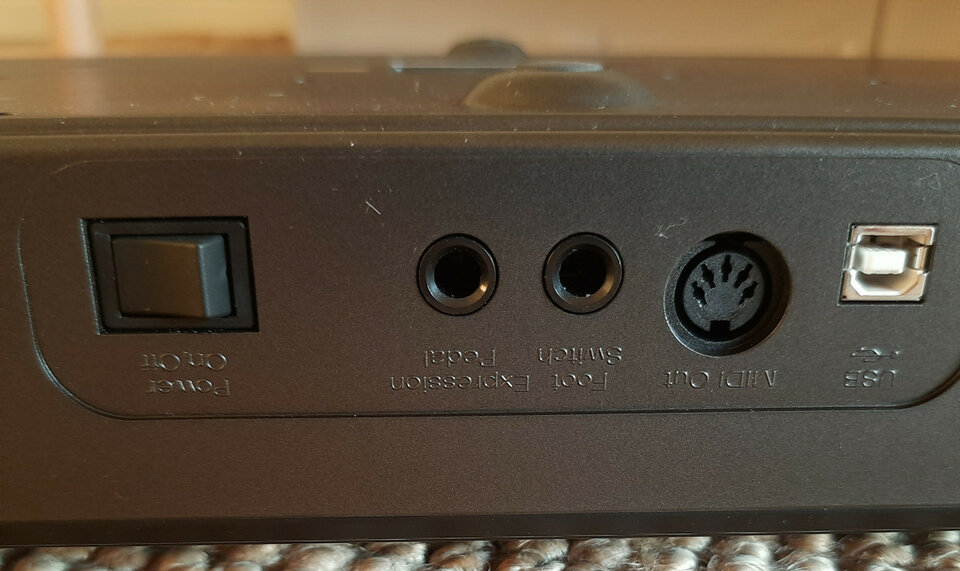 USB
MIDI Out
Foot
Switch
Expression
Pedal
Power
On/Off